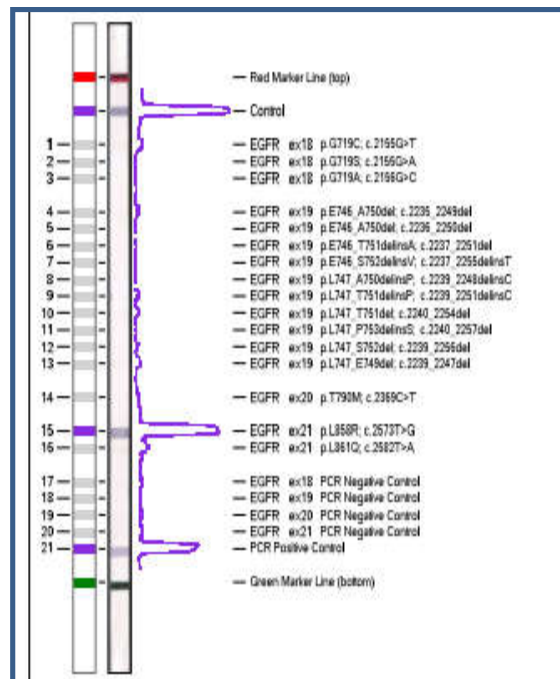 Red Marker Line (top)
Control
1 EGFR ex18 p.G719C; c.2155G>T
2 EGFR ex18 p.G719S; c.2155G>A
3 EGFR ex18 p.G719A; c.2156G>C
4 EGFR ex19 p.E746_A750del; c.2235_2249del
5 EGFR ex19 p.E746_A750del; c.2236_2250del
6 EGFR ex19 p.E746_T751delinsA; c.2237_2251del
7 EGFR ex19 p.E746_S752delinsV; c.2237_2255delinsT
8 EGFR ex19 p.L747_A750delinsP; c.2239_2248delinsC
9 EGFR ex19 p.L747_T751delinsP; c.2239_2251delinsC
10 EGFR ex19 p.L747_T751del; c.2240_2254del
11 EGFR ex19 p.L747_P753delinsS; c.2240_2257del
12 EGFR ex19 p.L747_S752del; c.2239_2256del
13 EGFR ex19 p.L747_E749del; c.2239_2247del
14 EGFR ex20 p.T790M; c.2369C>T
15 EGFR ex21 p.L858R; c.2573T>G
16 EGFR ex21 p.L861Q; c.2582T>A
17 EGFR ex18 PCR Negative Control
18 EGFR ex19 PCR Negative Control
19 EGFR ex20 PCR Negative Control
20 EGFR ex21 PCR Negative Control
21 PCR Positive Control
Green Marker Line (bottom)